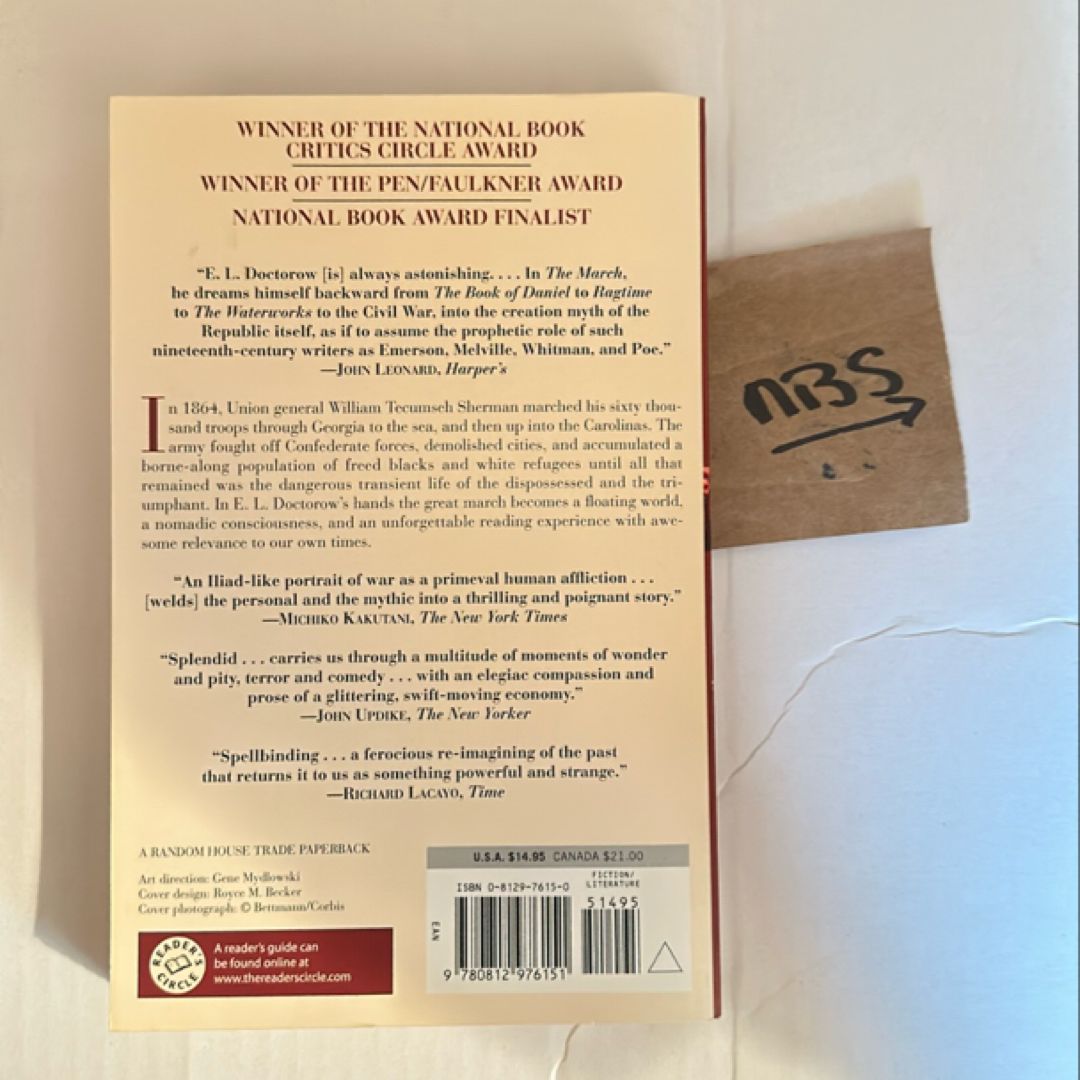 WINNER OF THE NATIONAL BOOK
CRITICS CIRCLE AWARD
WINNER OF THE PEN/FAULKNER AWARD
NATIONAL BOOK AWARD FINALIST
“E. L. Doctorow [is] always astonishing. . . . In The March,
he dreams himself backward from The Book of Daniel to Ragtime
to The Waterworks to the Civil War, into the creation myth of the
Republic itself, as if to assume the prophetic role of such
nineteenth-century writers as Emerson, Melville, Whitman, and Poe.”
—JOHN LEONARD, Harper's
In 1864, Union general William Tecumseh Sherman marched his sixty thou-
sand troops through Georgia to the sea, and then up into the Carolinas. The
army fought off Confederate forces, demolished cities, and accumulated a
borne-along population of freed blacks and white refugees until all that
remained was the dangerous transient life of the dispossessed and the tri-
umphant. In E. L. Doctorow's hands the great march becomes a floating world,
a nomadic consciousness, and an unforgettable reading experience with awe-
some relevance to our own times.
“An Iliad-like portrait of war as a primeval human affliction . . .
[welds] the personal and the mythic into a thrilling and poignant story.”
—MICHIKO KAKUTANI, The New York Times
“Splendid . . . carries us through a multitude of moments of wonder
and pity, terror and comedy . . . with an elegiac compassion and
prose of a glittering, swift-moving economy.”
—JOHN UPDIKE, The New Yorker
“Spellbinding . . . a ferocious re-imagining of the past
that returns it to us as something powerful and strange.”
—RICHARD LACAYO, Time
A RANDOM HOUSE TRADE PAPERBACK
Art direction: Gene Mydlowski
Cover design: Royce M. Becker
Cover photograph: © Bettmann/Corbis
READER'S CIRCLE
A reader's guide can
be found online at
www.thereaderscircle.com
U.S.A. $14.95 CANADA $21.00
FICTION/
LITERATURE
ISBN 0-8129-7615-0
51495
EAN
9 780812 976151
NBS